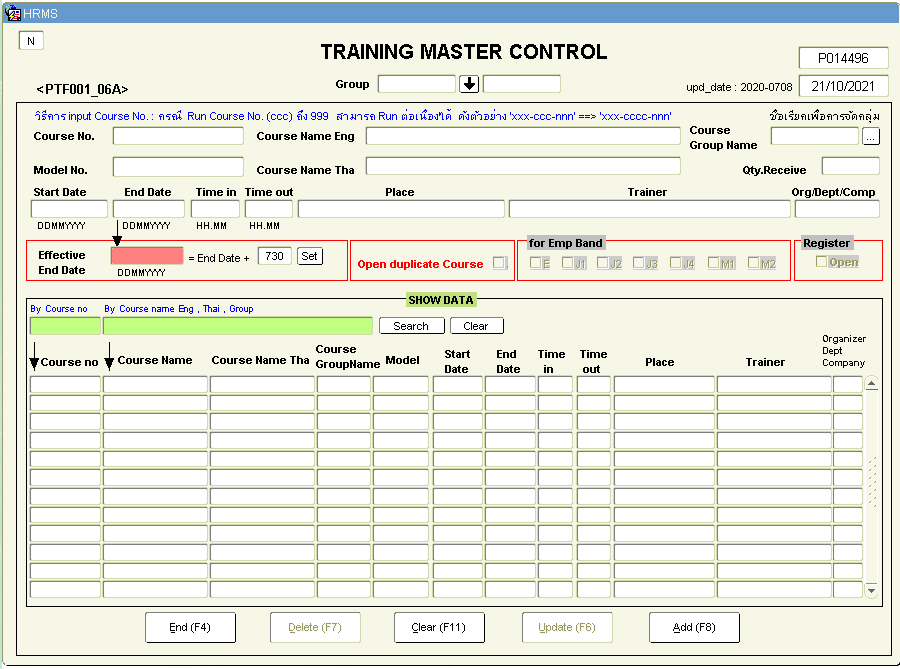 HRMS
N
TRAINING MASTER CONTROL
P014496
<PTF001_06A>
Group
upd_date : 2020-0708
21/10/2021
วิธีการ input Course No. : กรณี Run Course No. (ccc) ถึง 999 สามารถ Run ต่อเนื่องได้ ดังตัวอย่าง 'xxx-ccc-nnn' ==> 'xxx-cccc-nnn'
ชื่อเรียกเพื่อการจัดกลุ่ม
Course No.
Course Name Eng
Course Group Name
...
Model No.
Course Name Tha
Qty.Receive
Start Date
End Date
Time in
Time out
Place
Trainer
Org/Dept/Comp
DDMMYYYY
DDMMYYYY
HH.MM
HH.MM
Effective End Date
DDMMYYYY
= End Date +
730
Set
Open duplicate Course
for Emp Band
E
J1
J2
J3
J4
M1
M2
Register
Open
SHOW DATA
By Course no
By Course name Eng , Thai , Group
Search
Clear
Course no
Course Name
Course Name Tha
Course GroupName
Model
Start Date
End Date
Time in
Time out
Place
Trainer
Organizer Dept Company
End (F4)
Delete (F7)
Clear (F11)
Update (F6)
Add (F8)